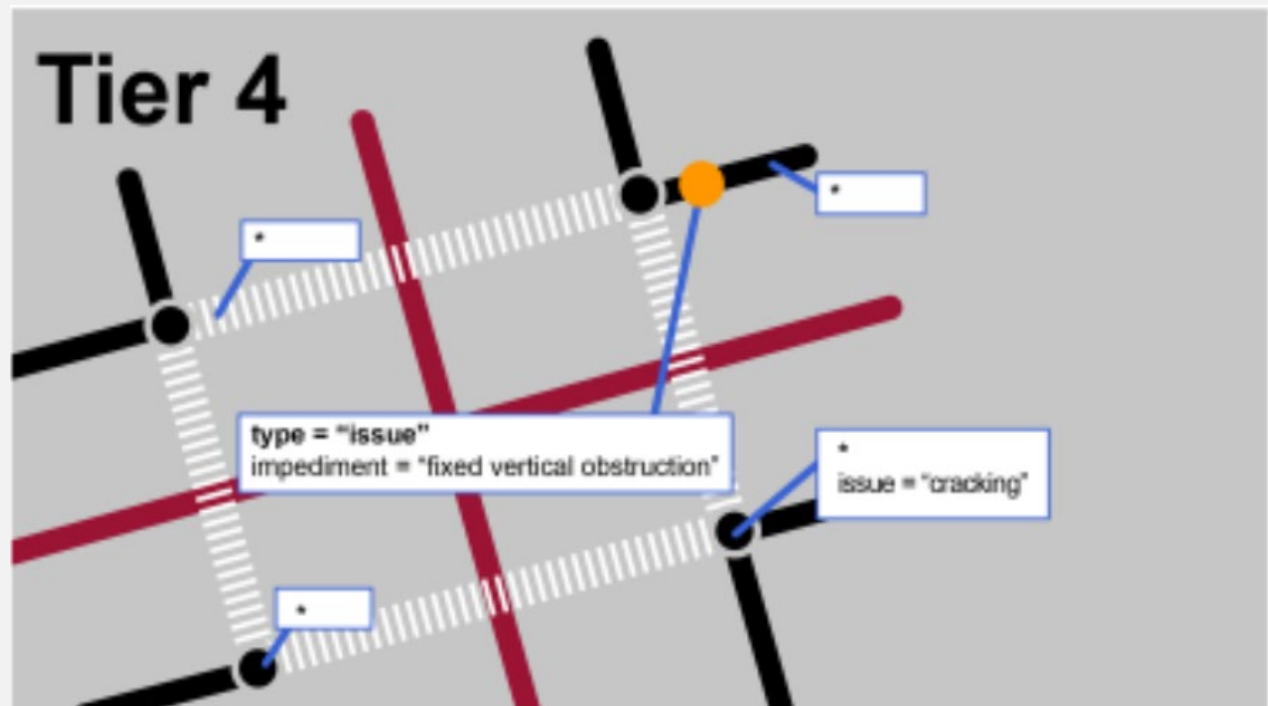 Tier 4
*
*
type = “issue”
impediment = “fixed vertical obstruction”
*
issue = “cracking”
*